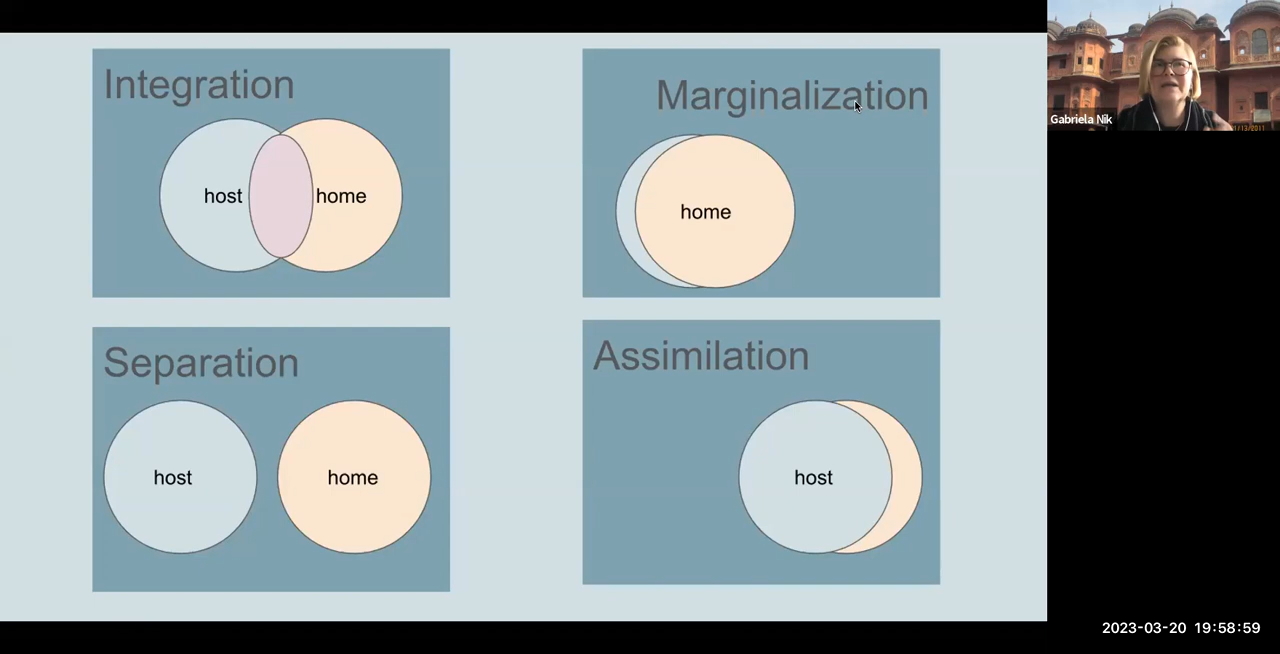 Integration
host
home
Marginalization
home
Separation
host
home
Assimilation
host
Gabriela Nik
2023-03-20 19:58:59